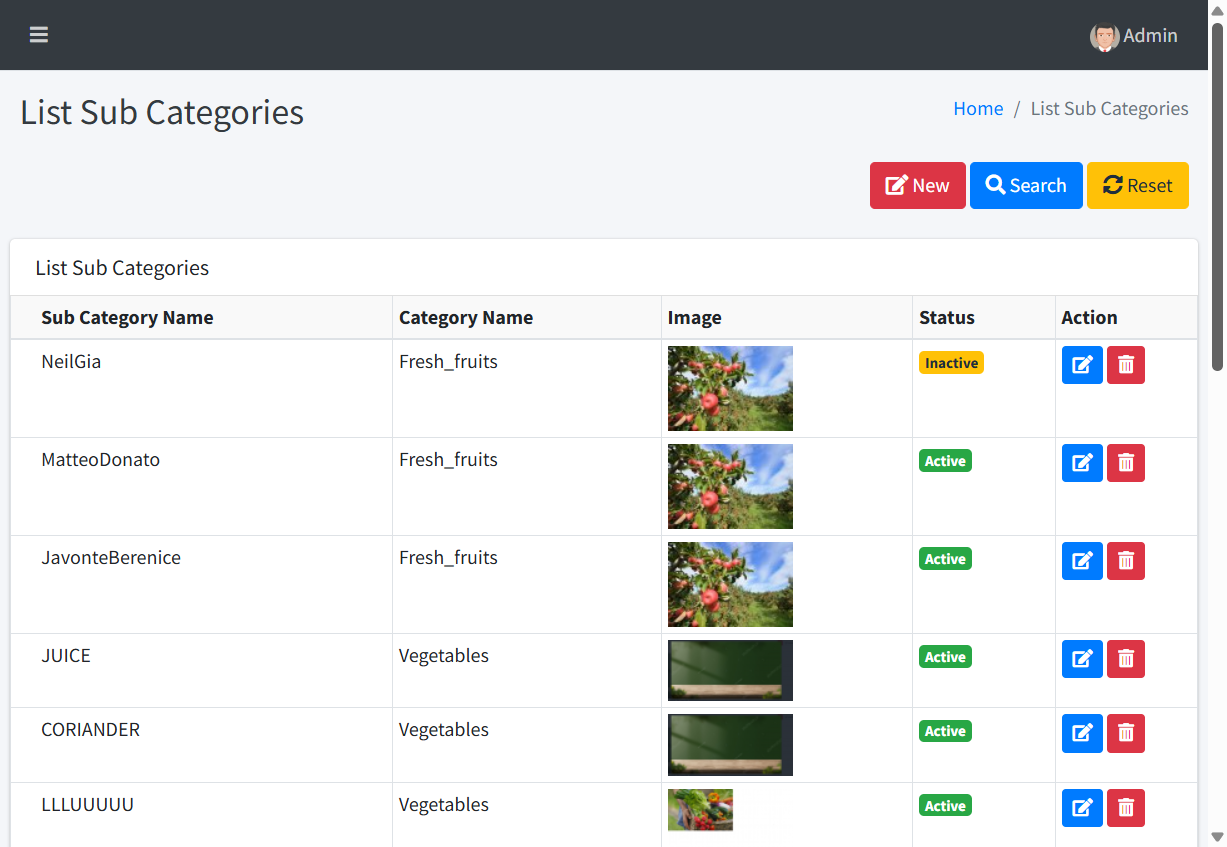 Admin
List Sub Categories
Home / List Sub Categories
New
Search
Reset
List Sub Categories
Sub Category Name Category Name Image Status Action
NeilGia Fresh_fruits Inactive
MatteoDonato Fresh_fruits Active
JavonteBerenice Fresh_fruits Active
JUICE Vegetables Active
CORIANDER Vegetables Active
LLLUUUUU Vegetables Active